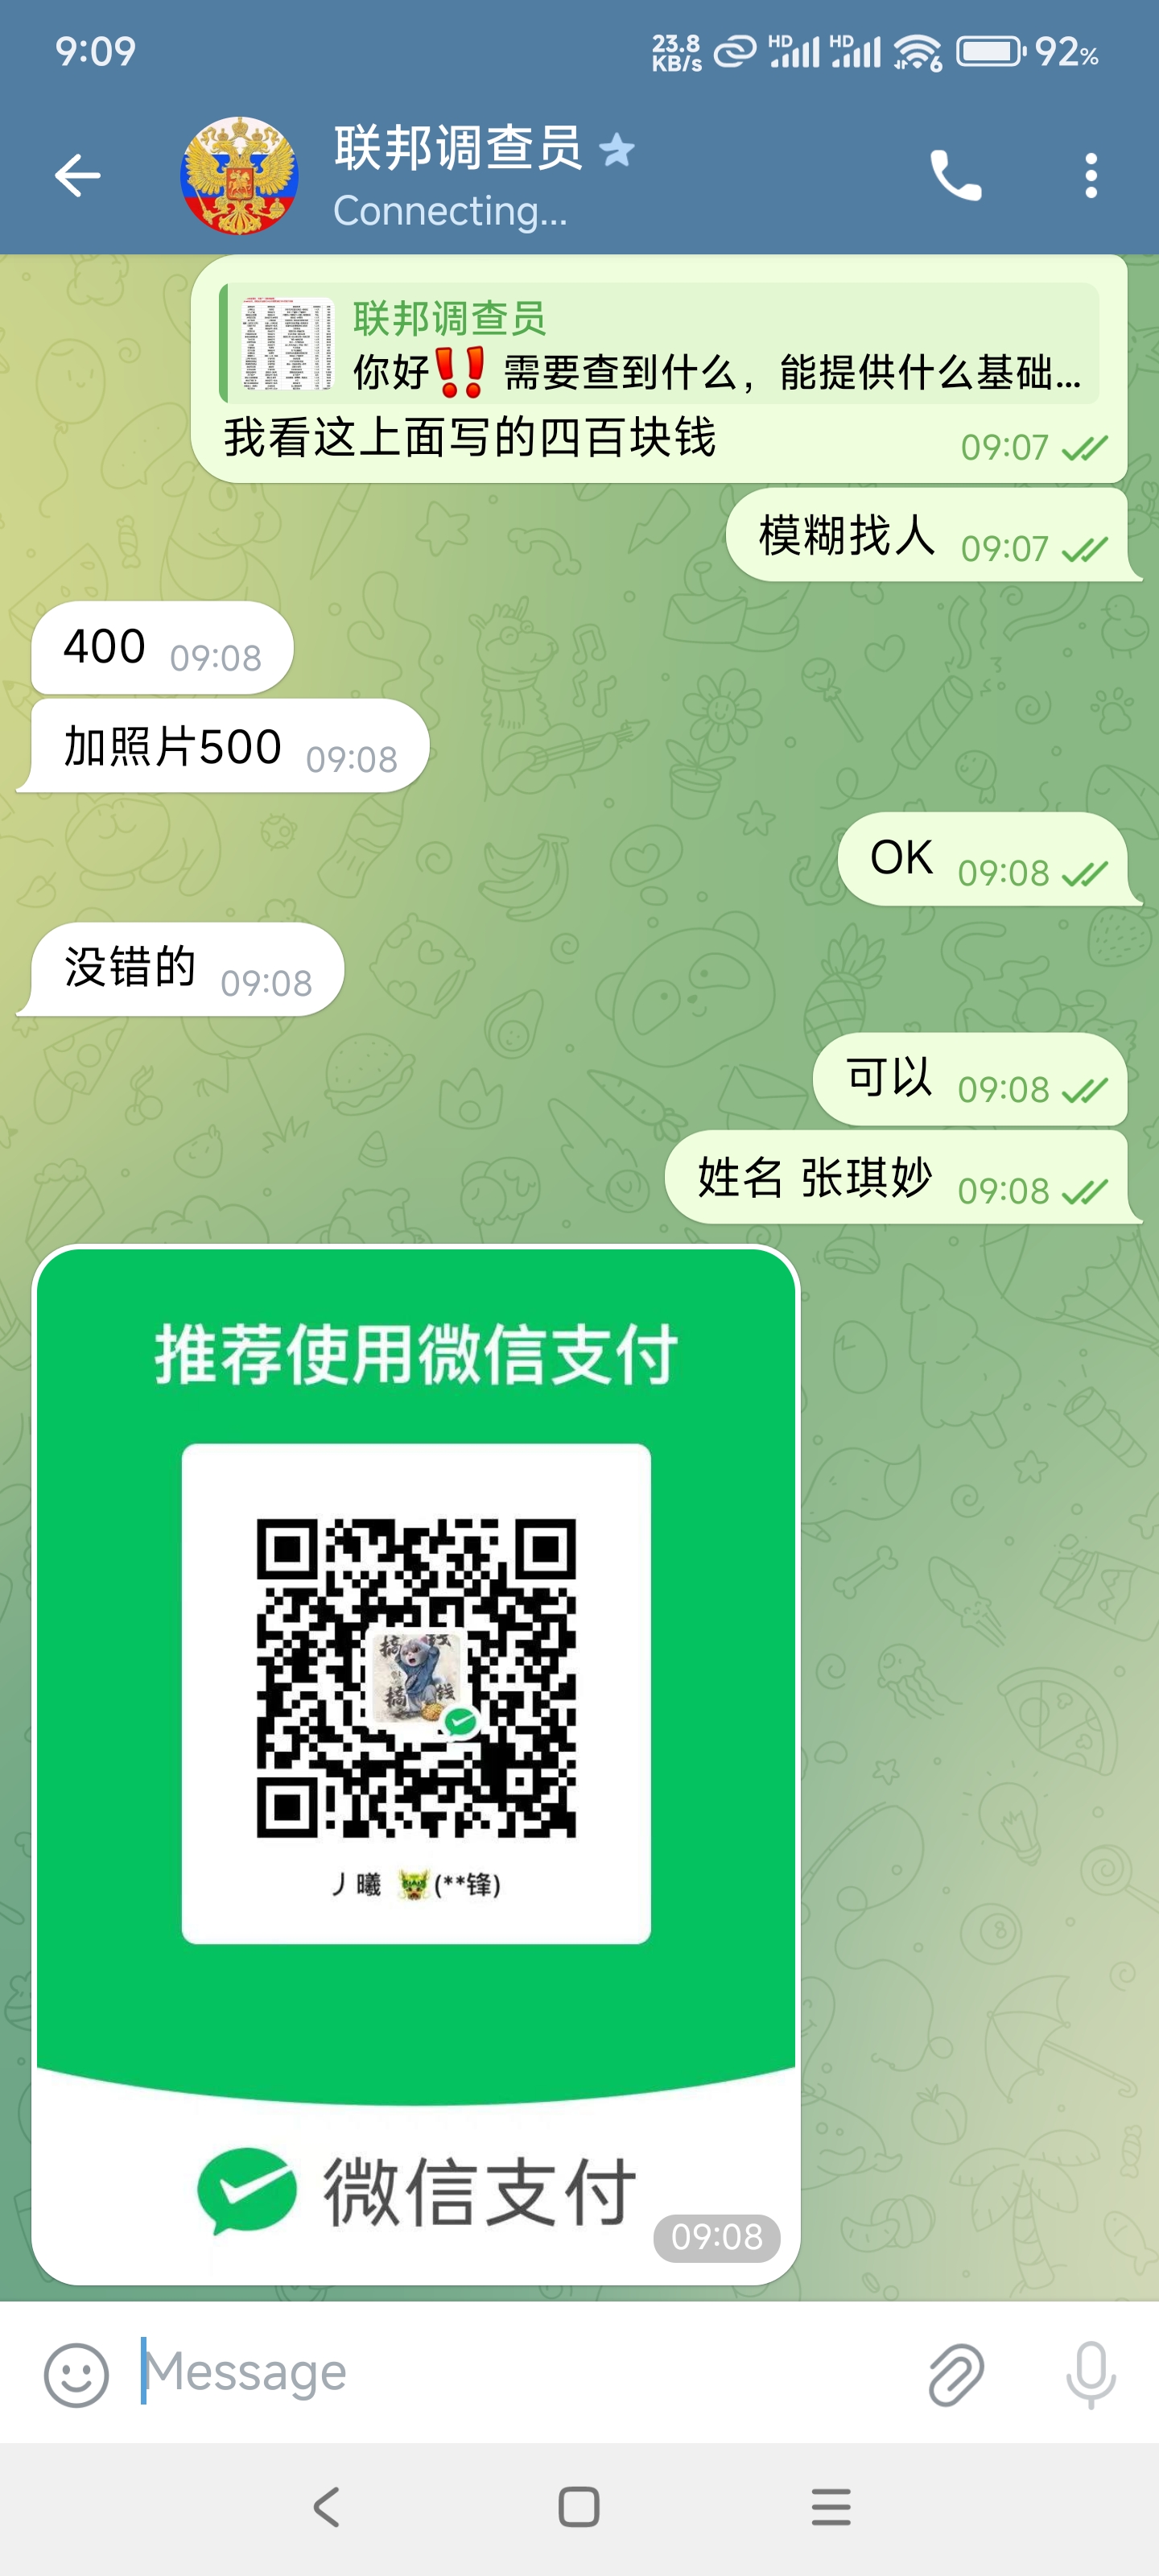 9:09
23.8
KB/s
HD
HD
6
92%
联邦调查员
Connecting...
联邦调查员
你好‼️ 需要查到什么，能提供什么基础...
我看这上面写的四百块钱
09:07
模糊找人
09:07
400
09:08
加照片500
09:08
OK
09:08
没错的
09:08
可以
09:08
姓名 张琪妙
09:08
推荐使用微信支付
搞
搞钱
丿曦 🐲(**锋)
微信支付
09:08
Message